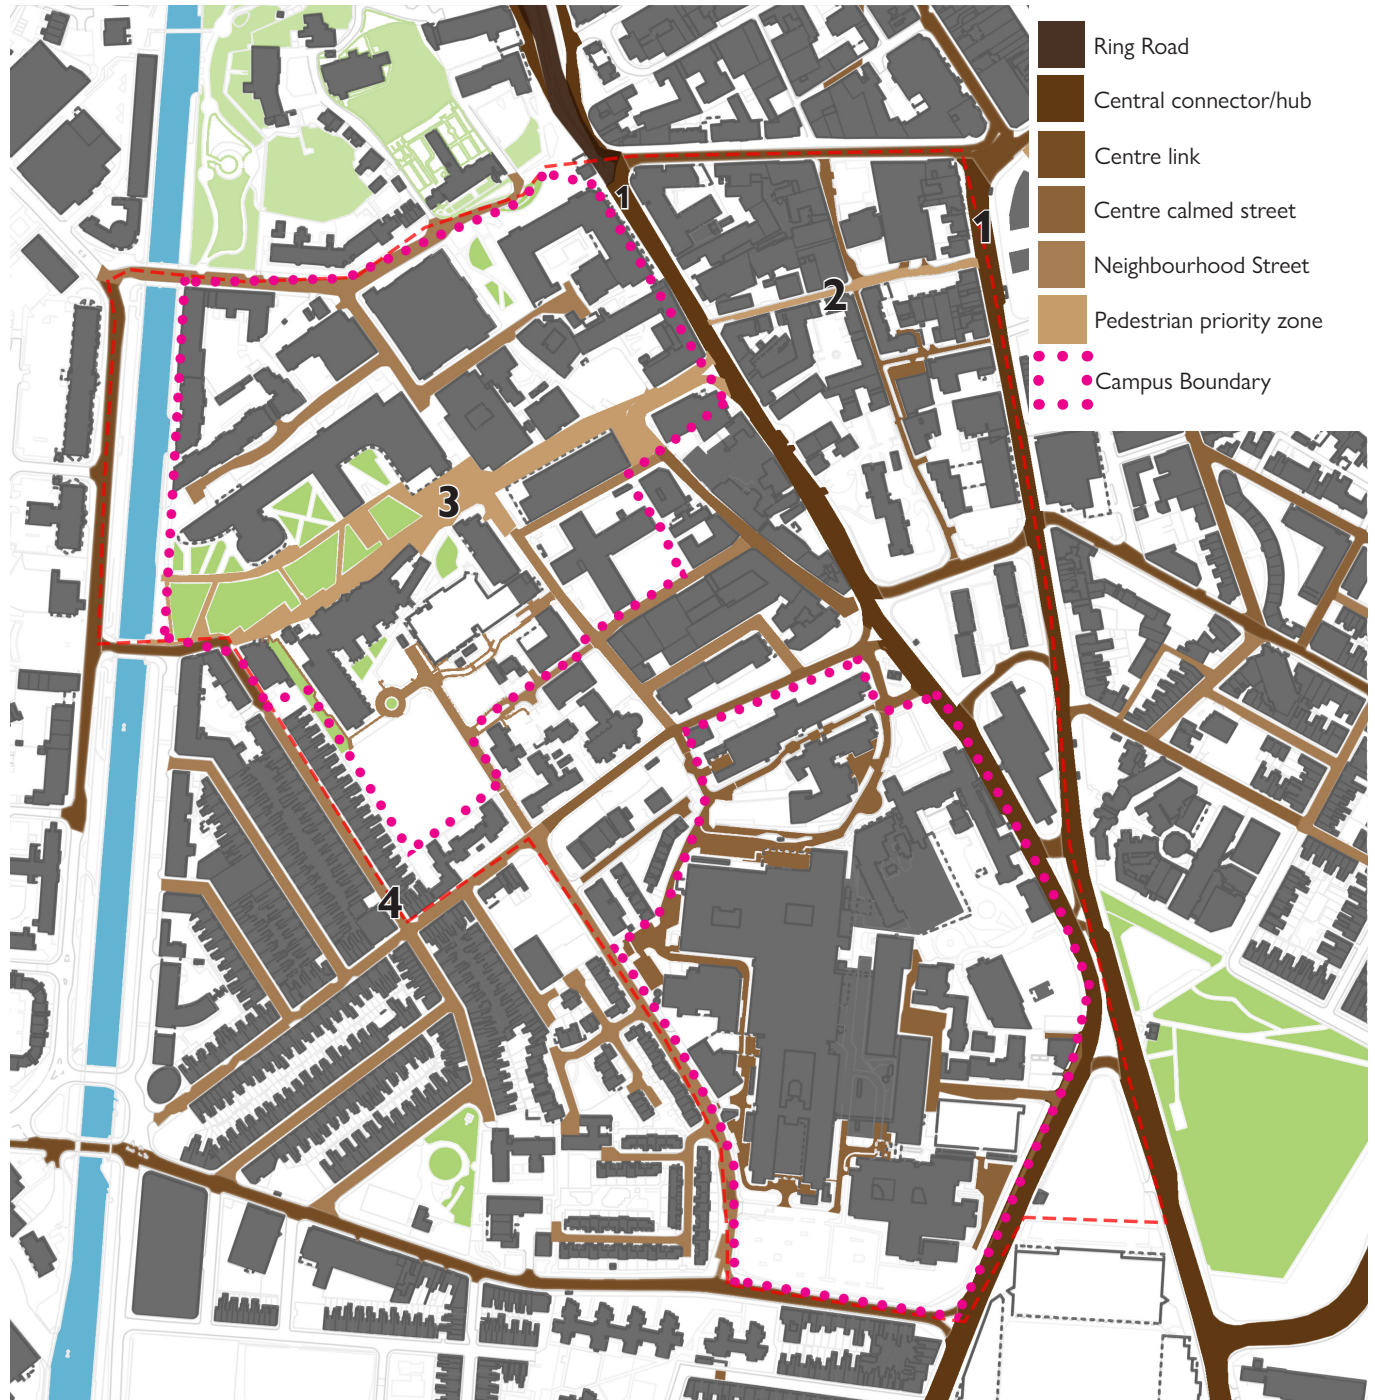 Ring Road
Central connector/hub
Centre link
Centre calmed street
Neighbourhood Street
Pedestrian priority zone
Campus Boundary
1
1
2
3
4